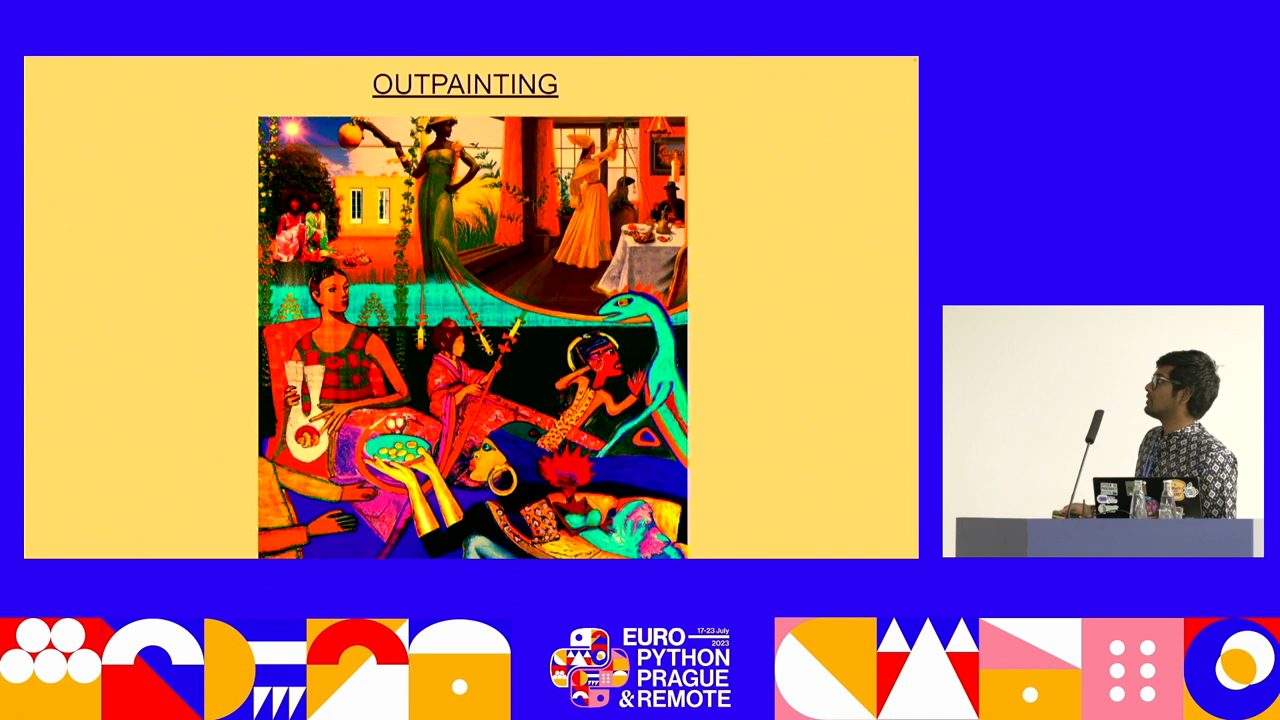 OUTPAINTING
EURO
17-23 July
2023
PYTHON
PRAGUE
& REMOTE